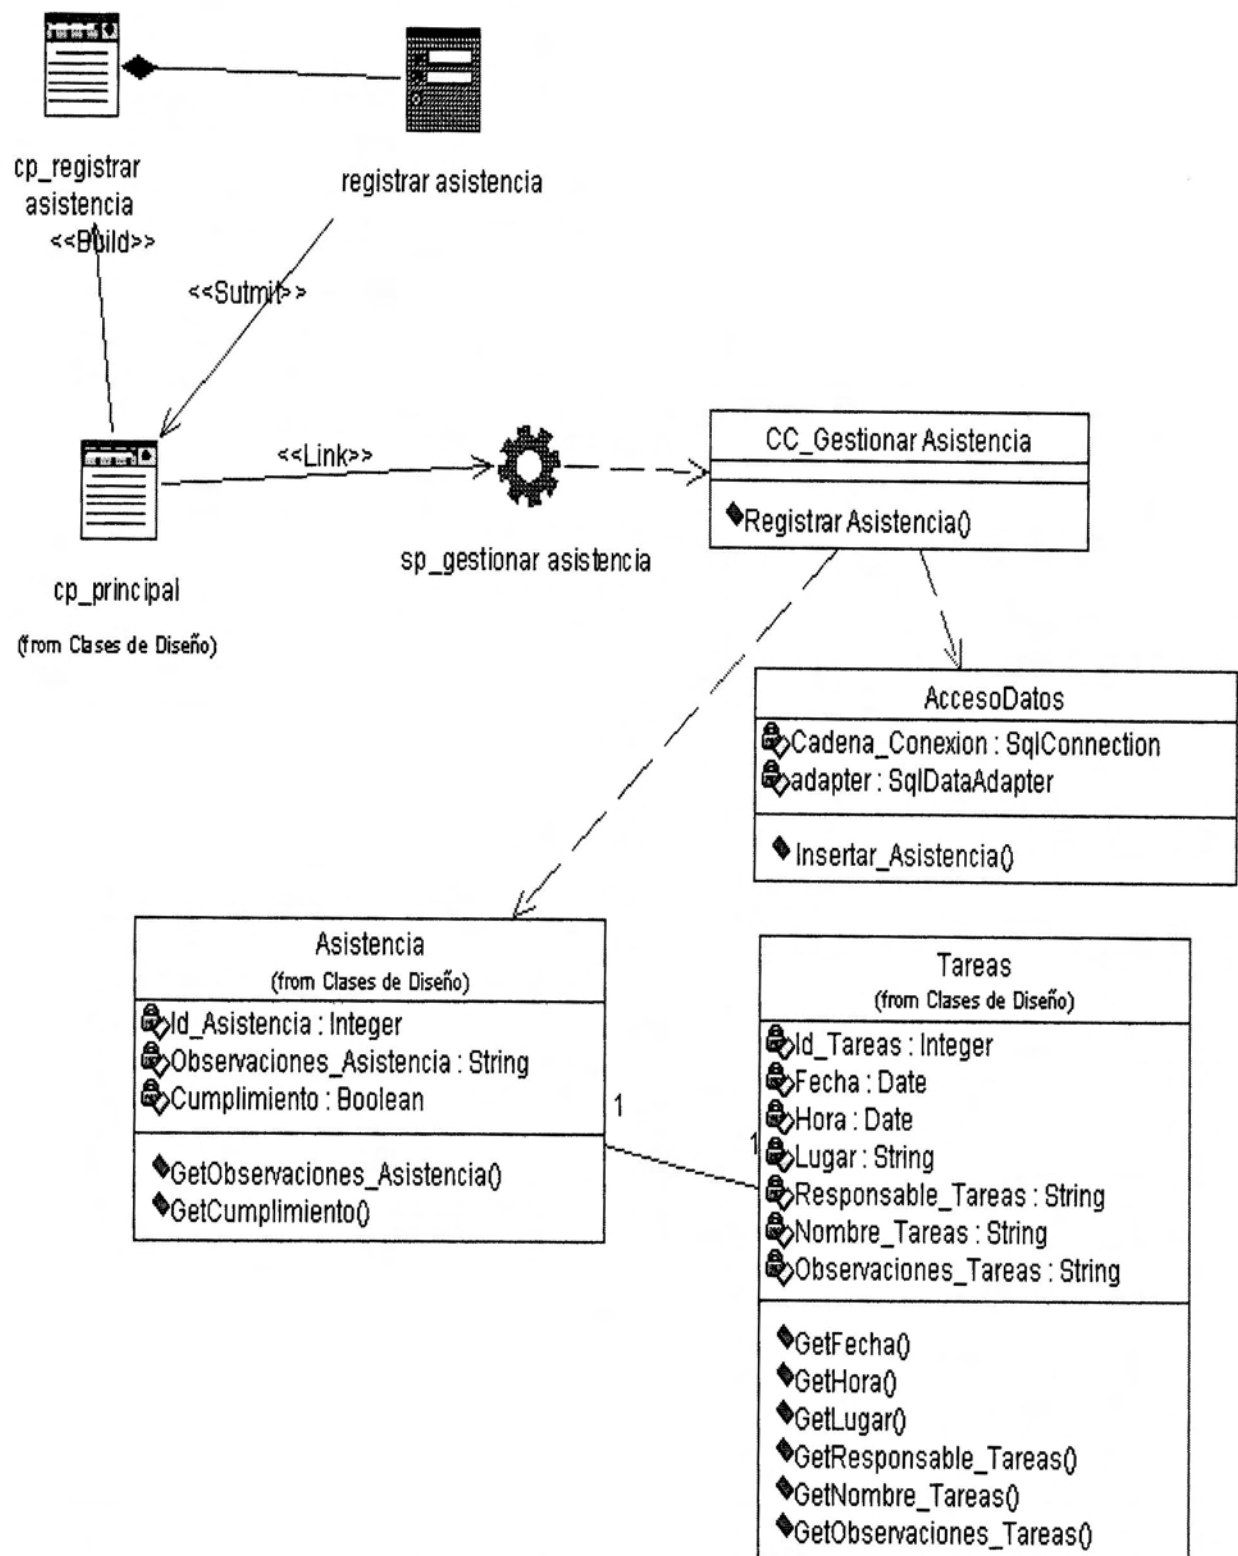 cp_registrar
asistencia
registrar asistencia
<<Build>>
<<Sutmit>>
<<Link>>
cp_principal
(from Clases de Diseño)
sp_gestionar asistencia
CC_Gestionar Asistencia
Registrar Asistencia()
AccesoDatos
Cadena_Conexion : SqlConnection
adapter : SqlDataAdapter
Insertar_Asistencia()
Asistencia
(from Clases de Diseño)
Id_Asistencia : Integer
Observaciones_Asistencia : String
Cumplimiento : Boolean
GetObservaciones_Asistencia()
GetCumplimiento()
1
1
Tareas
(from Clases de Diseño)
Id_Tareas : Integer
Fecha : Date
Hora : Date
Lugar : String
Responsable_Tareas : String
Nombre_Tareas : String
Observaciones_Tareas : String
GetFecha()
GetHora()
GetLugar()
GetResponsable_Tareas()
GetNombre_Tareas()
GetObservaciones_Tareas()